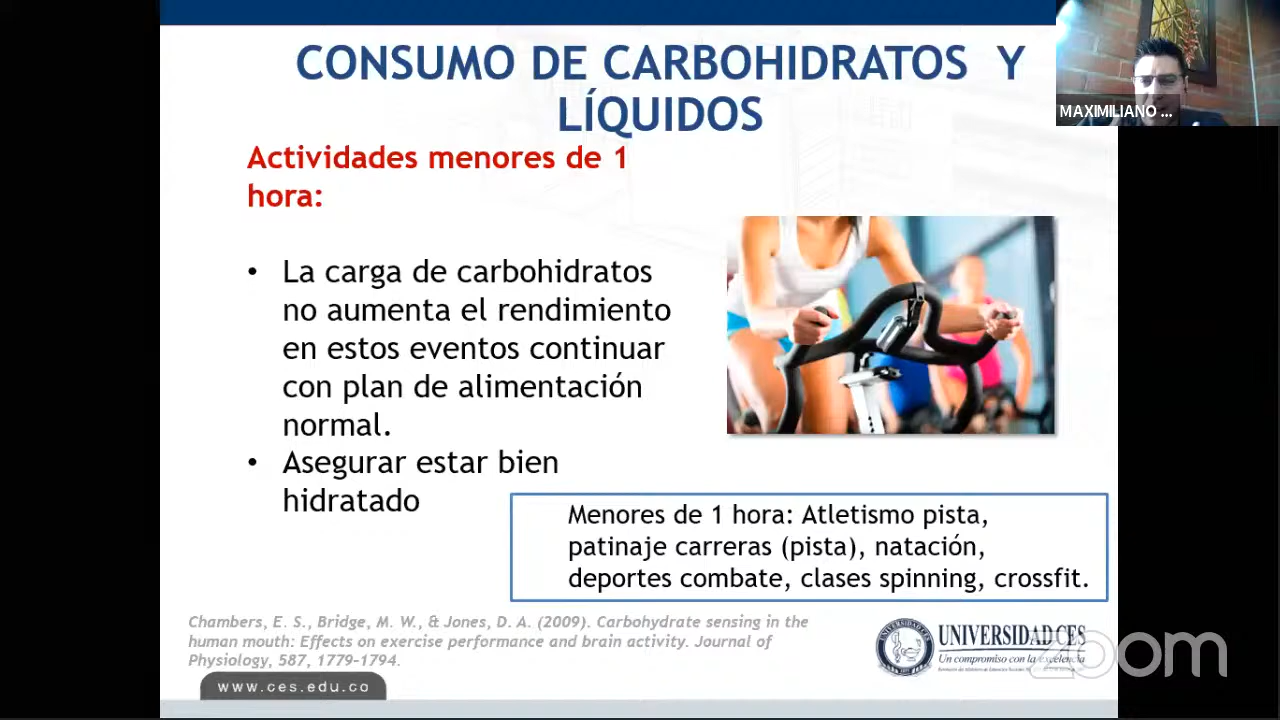 CONSUMO DE CARBOHIDRATOS Y
LÍQUIDOS
MAXIMILIANO ...
Actividades menores de 1
hora:
• La carga de carbohidratos
no aumenta el rendimiento
en estos eventos continuar
con plan de alimentación
normal.
• Asegurar estar bien
hidratado
Menores de 1 hora: Atletismo pista,
patinaje carreras (pista), natación,
deportes combate, clases spinning, crossfit.
Chambers, E. S., Bridge, M. W., & Jones, D. A. (2009). Carbohydrate sensing in the
human mouth: Effects on exercise performance and brain activity. Journal of
Physiology, 587, 1779–1794.
UNIVERSIDAD CES
Un compromiso con la excelencia
zoom
www.ces.edu.co